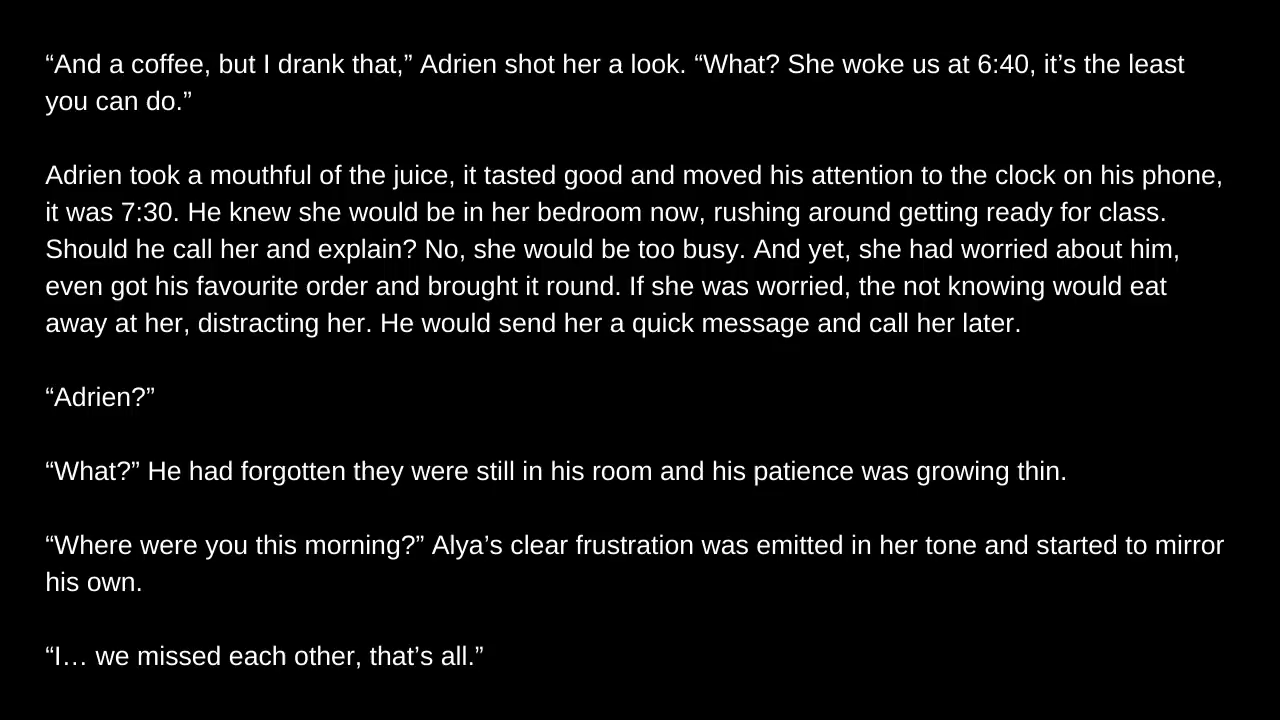 “And a coffee, but I drank that,” Adrien shot her a look. “What? She woke us at 6:40, it’s the least
you can do.”
Adrien took a mouthful of the juice, it tasted good and moved his attention to the clock on his phone,
it was 7:30. He knew she would be in her bedroom now, rushing around getting ready for class.
Should he call her and explain? No, she would be too busy. And yet, she had worried about him,
even got his favourite order and brought it round. If she was worried, the not knowing would eat
away at her, distracting her. He would send her a quick message and call her later.
“Adrien?”
“What?” He had forgotten they were still in his room and his patience was growing thin.
“Where were you this morning?” Alya’s clear frustration was emitted in her tone and started to mirror
his own.
“I… we missed each other, that’s all.”